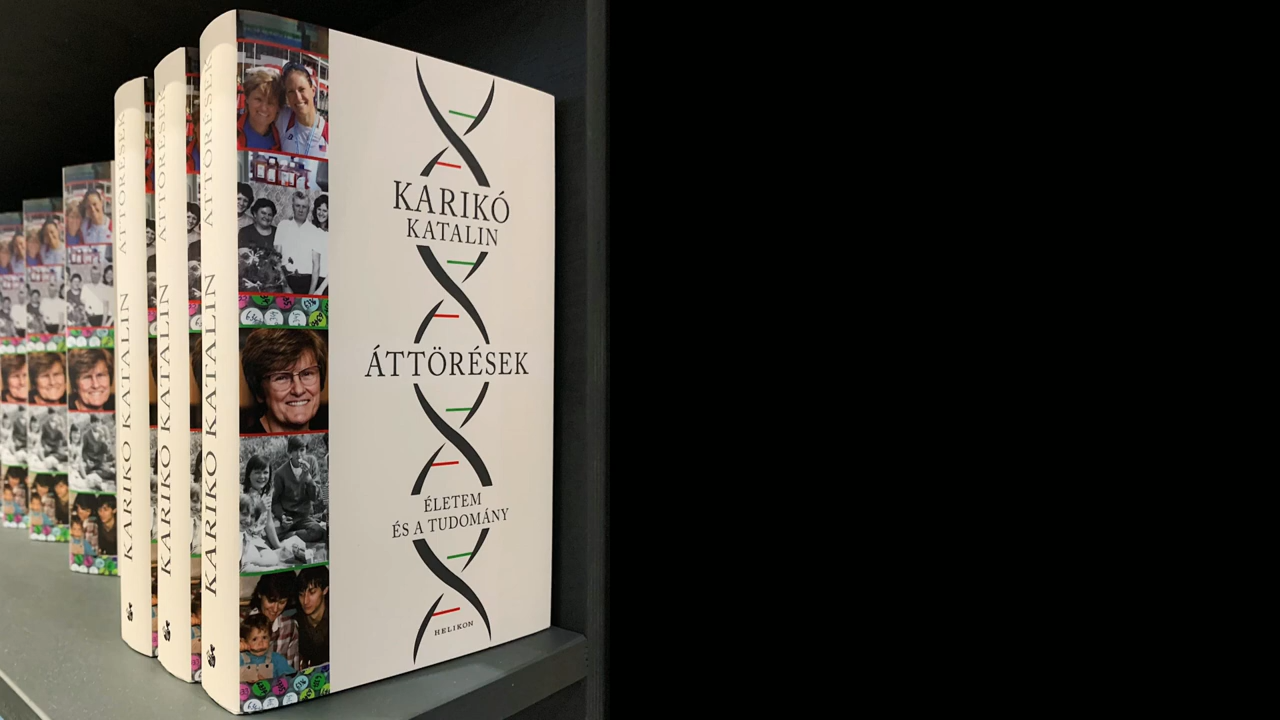 KARIKÓ
KATALIN
ÁTTÖRÉSEK
ÉLETEM
ÉS A TUDOMÁNY
HELIKON
KARIKÓ KATALIN ÁTTÖRÉSEK
KARIKÓ KATALIN ÁTTÖRÉSEK
KARIKÓ KATALIN ÁTTÖRÉSEK